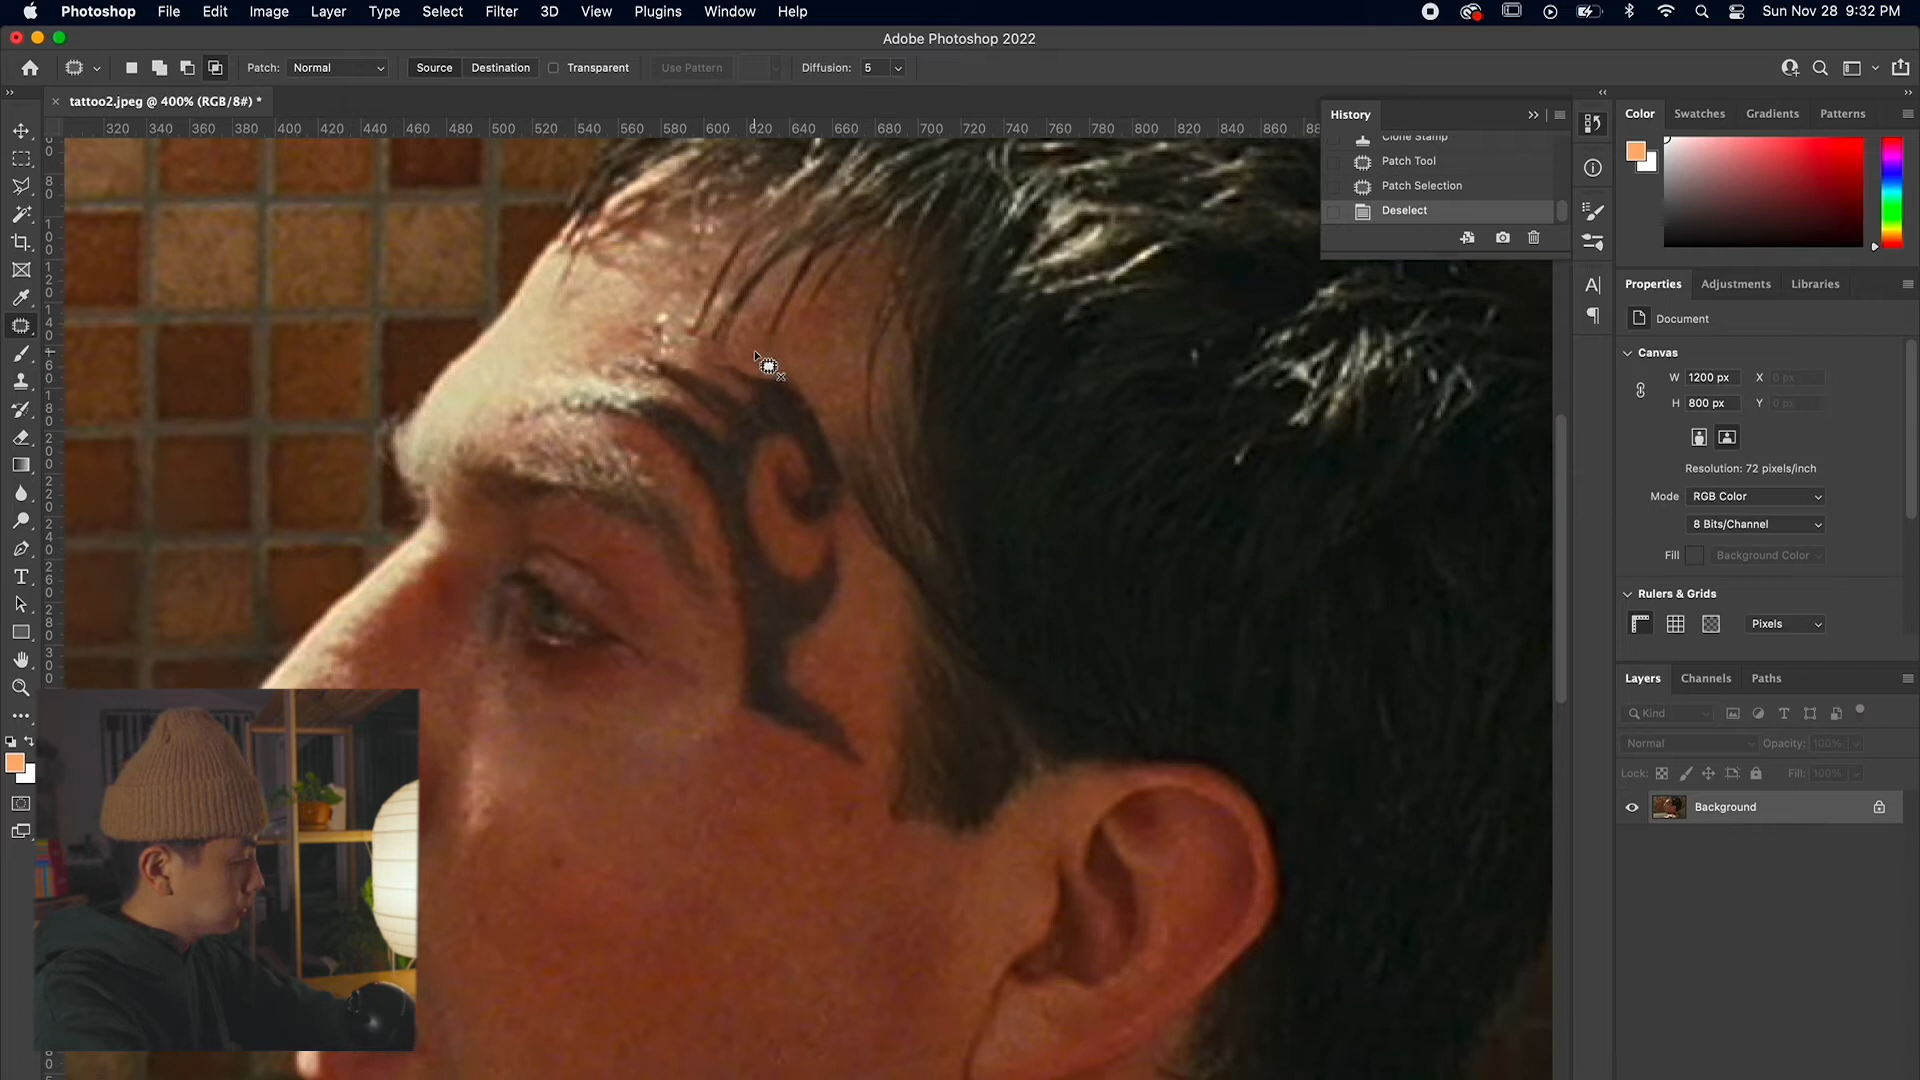 Photoshop File Edit Image Layer Type Select Filter 3D View Plugins Window Help Sun Nov 28 9:32 PM
Adobe Photoshop 2022
Patch: Normal Source Destination Transparent Use Pattern Diffusion: 5
tattoo2.jpeg @ 400% (RGB/8#) *
320 340 360 380 400 420 440 460 480 500 520 540 560 580 600 620 640 660 680 700 720 740 760 780 800 820 840 860
History
Clone Stamp
Patch Tool
Patch Selection
Deselect
Color Swatches Gradients Patterns
Properties Adjustments Libraries
Document
Canvas
W 1200 px X 0 px
H 800 px Y 0 px
Resolution: 72 pixels/inch
Mode RGB Color
8 Bits/Channel
Fill Background Color
Rulers & Grids
Pixels
Layers Channels Paths
Kind
Normal Opacity: 100%
Lock: Fill: 100%
Background